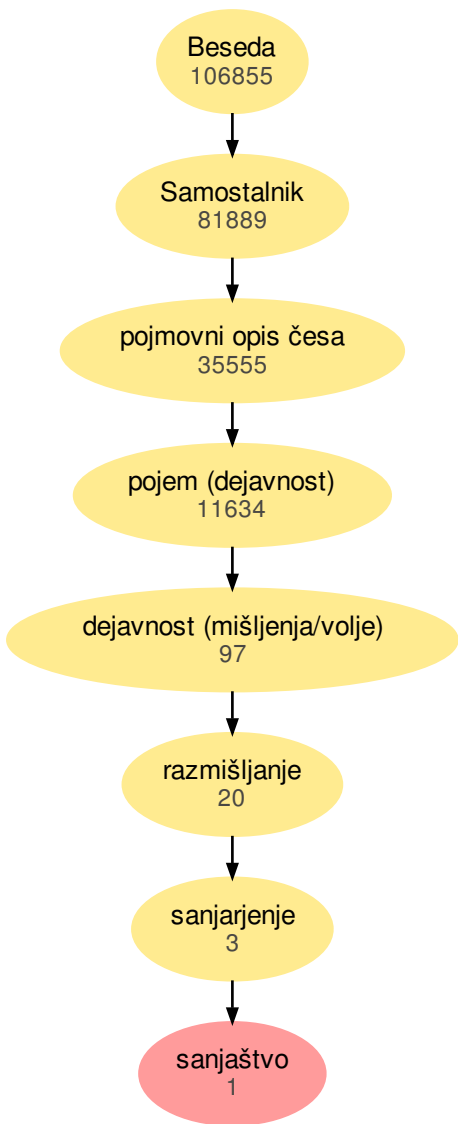 Beseda
106855
Samostalnik
81889
pojmovni opis česa
35555
pojem (dejavnost)
11634
dejavnost (mišljenja/volje)
97
razmišljanje
20
sanjarjenje
3
sanjaštvo
1